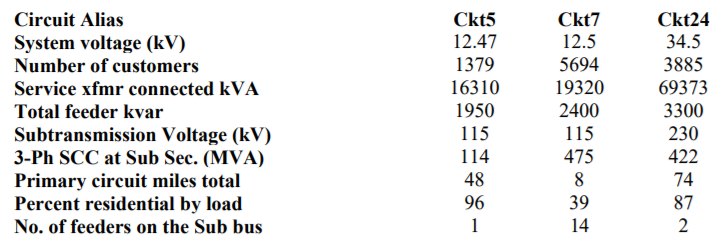 Circuit Alias Ckt5 Ckt7 Ckt24
System voltage (kV) 12.47 12.5 34.5
Number of customers 1379 5694 3885
Service xfmr connected kVA 16310 19320 69373
Total feeder kvar 1950 2400 3300
Subtransmission Voltage (kV) 115 115 230
3-Ph SCC at Sub Sec. (MVA) 114 475 422
Primary circuit miles total 48 8 74
Percent residential by load 96 39 87
No. of feeders on the Sub bus 1 14 2